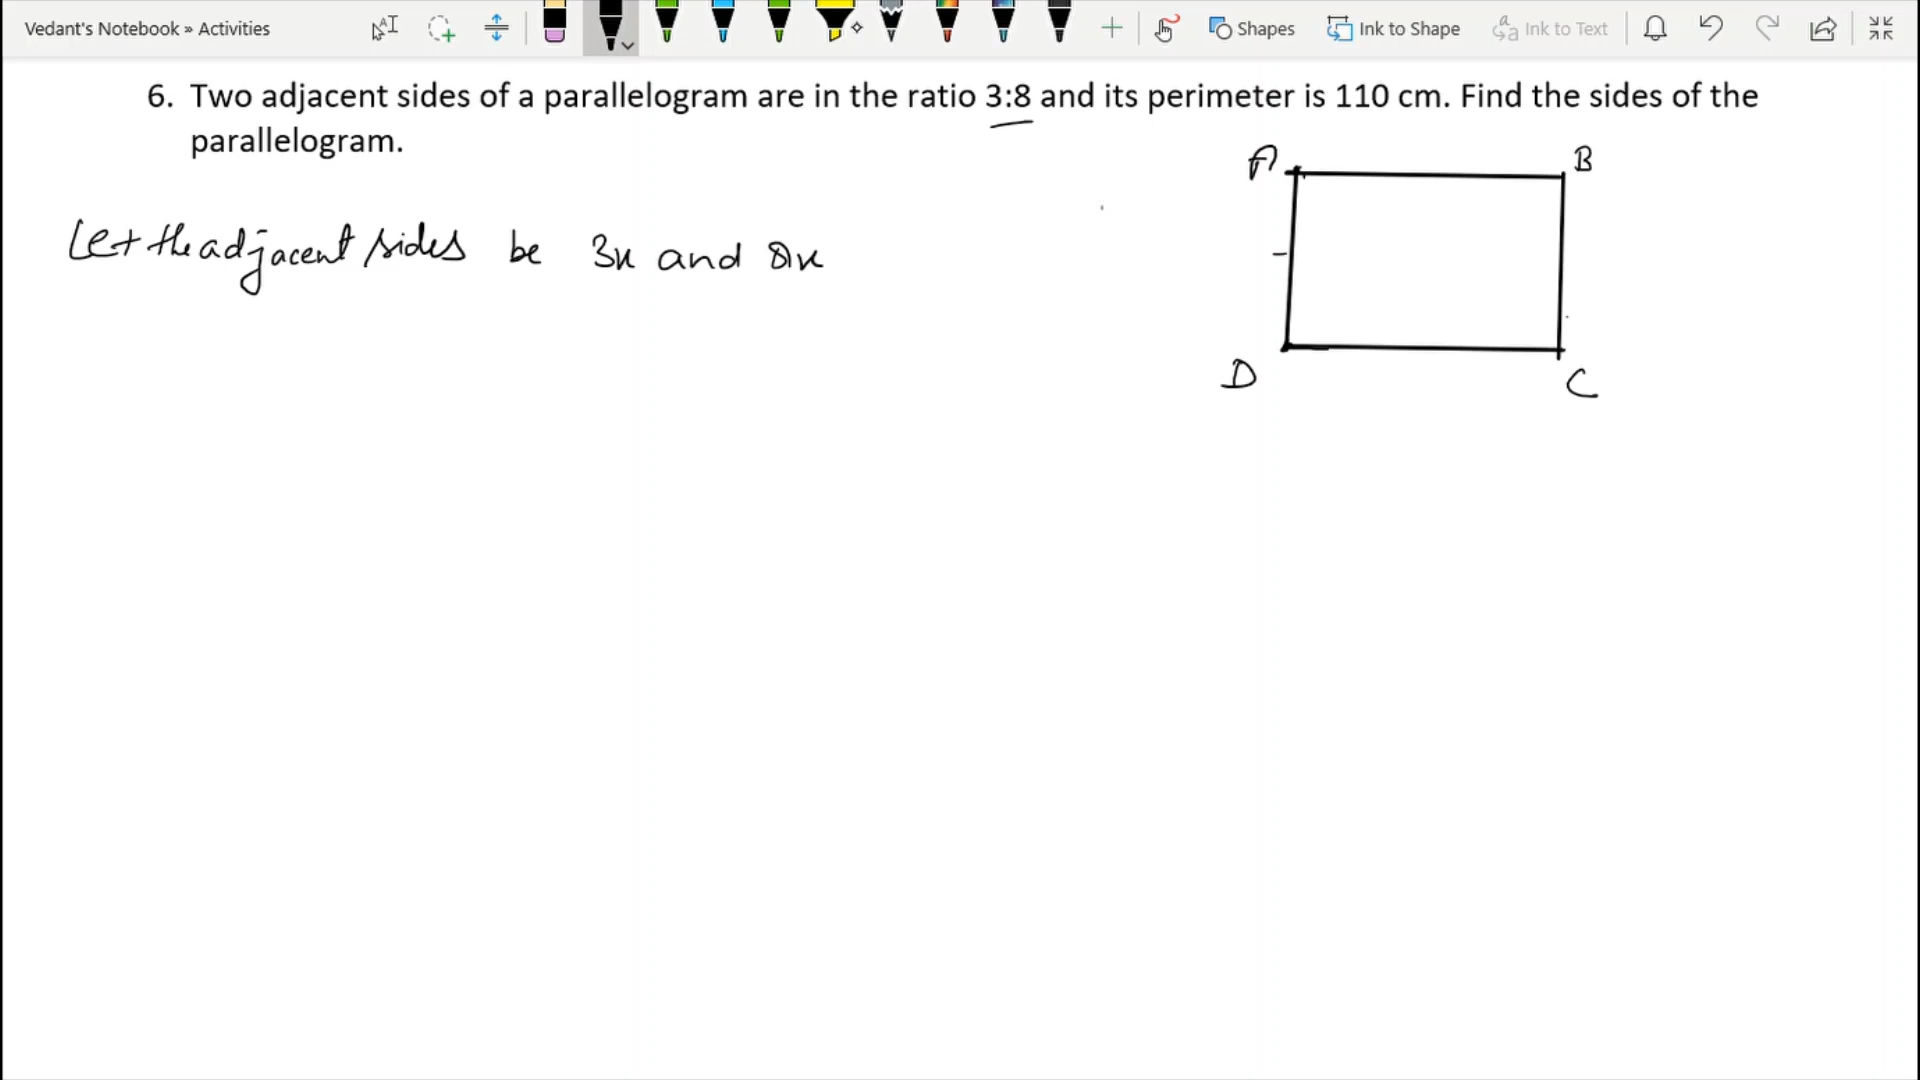 Vedant's Notebook » Activities
Shapes
Ink to Shape
Ink to Text
6. Two adjacent sides of a parallelogram are in the ratio 3:8 and its perimeter is 110 cm. Find the sides of the
parallelogram.
A B
Let the adjacent sides be 3x and 8x
D C